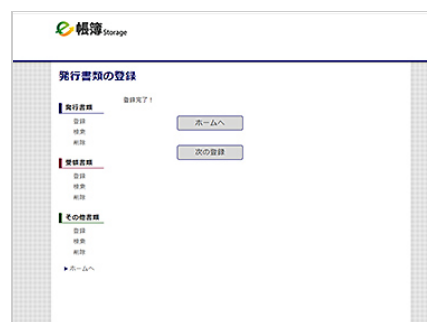 e帳簿Storage
発行書類の登録
発行書類
登録
検索
削除
受領書類
登録
検索
削除
その他書類
登録
検索
削除
▶ホームへ
登録完了！
ホームへ
次の登録